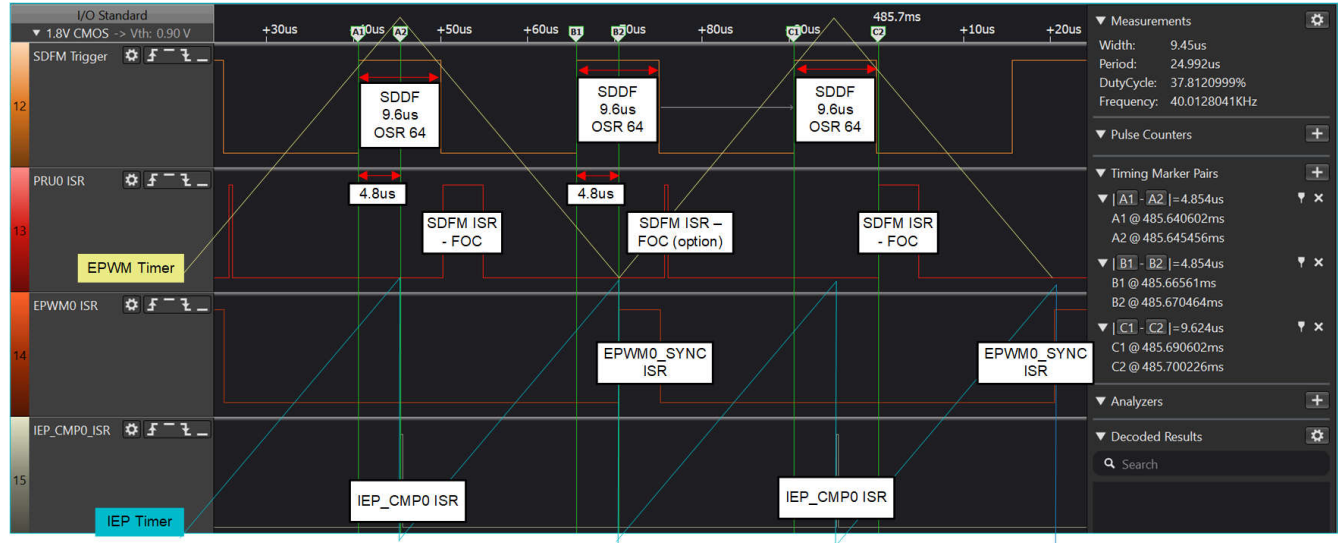 I/O Standard
▼ 1.8V CMOS -> Vth: 0.90 V
485.7ms
+30us
+50us
+60us
+80us
+10us
+20us
A1
A2
B1
B2
C1
C2
SDFM Trigger
12
SDDF
9.6us
OSR 64
SDDF
9.6us
OSR 64
SDDF
9.6us
OSR 64
PRU0 ISR
13
4.8us
4.8us
SDFM ISR
- FOC
SDFM ISR –
FOC (option)
SDFM ISR
- FOC
EPWM Timer
EPWM0 ISR
14
EPWM0_SYNC
ISR
EPWM0_SYNC
ISR
IEP_CMP0_ISR
15
IEP_CMP0 ISR
IEP_CMP0 ISR
IEP Timer
▼ Measurements
Width: 9.45us
Period: 24.992us
DutyCycle: 37.8120999%
Frequency: 40.0128041KHz
▼ Pulse Counters
▼ Timing Marker Pairs
▼ | A1 - A2 |=4.854us
A1 @ 485.640602ms
A2 @ 485.645456ms
▼ | B1 - B2 |=4.854us
B1 @ 485.66561ms
B2 @ 485.670464ms
▼ | C1 - C2 |=9.624us
C1 @ 485.690602ms
C2 @ 485.700226ms
▼ Analyzers
▼ Decoded Results
Search